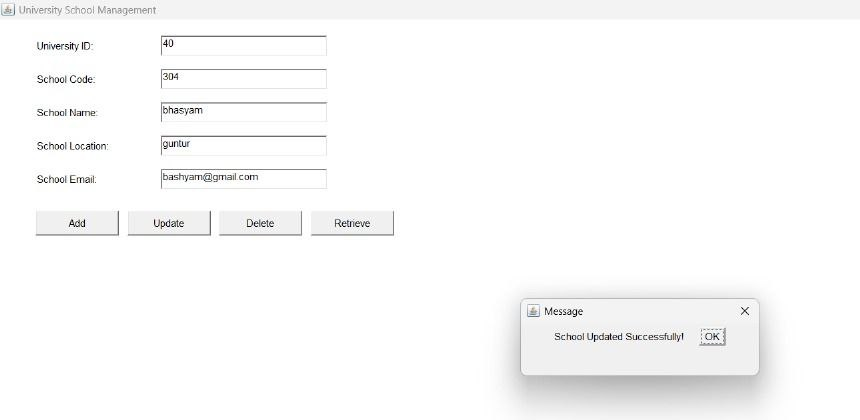 University School Management
University ID: 40
School Code: 304
School Name: bhasyam
School Location: guntur
School Email: bashyam@gmail.com
Add Update Delete Retrieve
Message
School Updated Successfully! OK